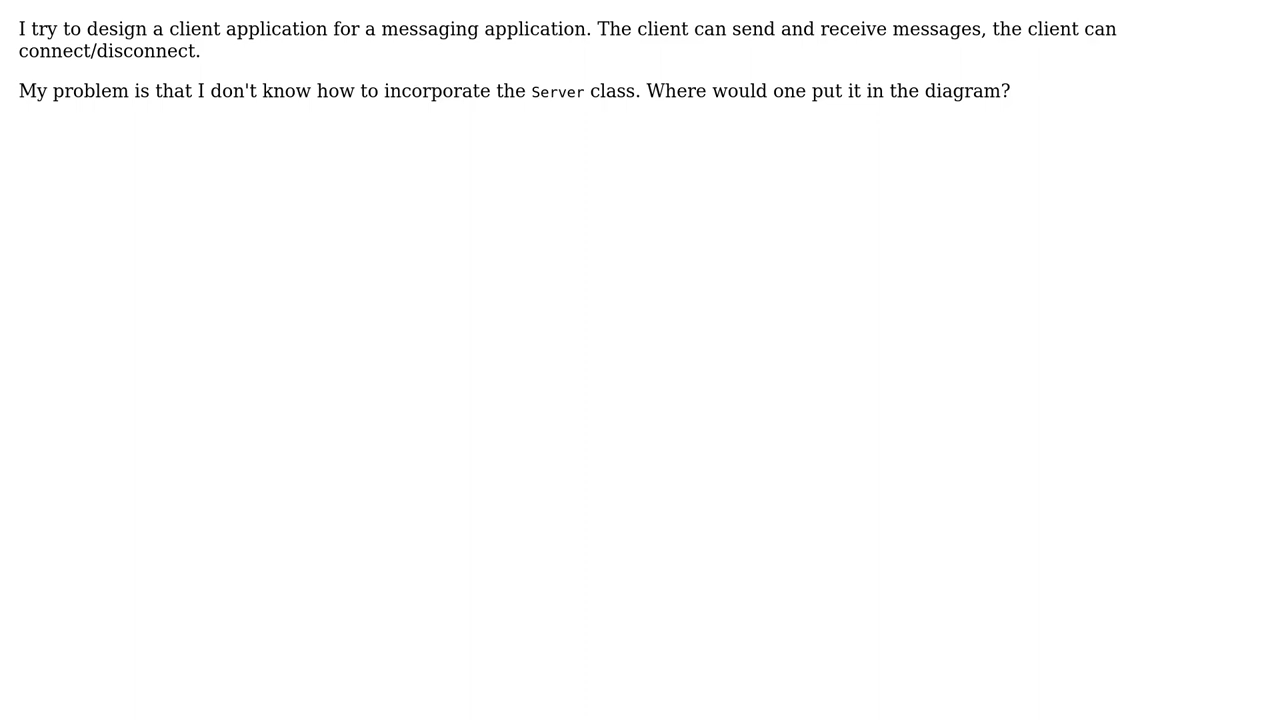 I try to design a client application for a messaging application. The client can send and receive messages, the client can
connect/disconnect.
My problem is that I don't know how to incorporate the Server class. Where would one put it in the diagram?